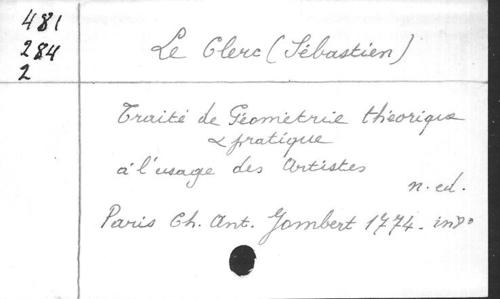 481
284
2
Le Clerc (Sébastien)
Traité de Géometrie théorique
& pratique
à l'usage des Artistes
n. ed.
Paris Ch. Ant. Jombert 1774. in 8°